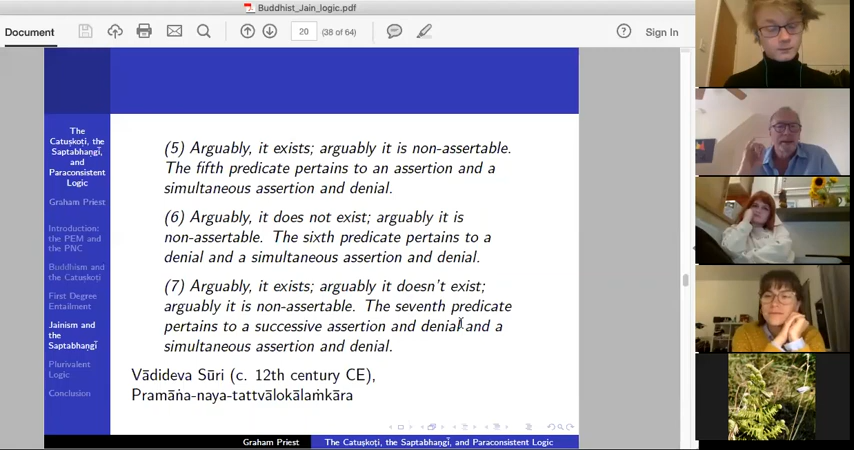 Buddhist_Jain_logic.pdf
Document
20
(38 of 64)
Sign In
The
Catuṣkoṭi, the
Saptabhaṅgī,
and
Paraconsistent
Logic
Graham Priest
Introduction:
the PEM and
the PNC
Buddhism and
the Catuskoṭi
First Degree
Entailment
Jainism and
the
Saptabhaṅgī
Plurivalent
Logic
Conclusion
(5) Arguably, it exists; arguably it is non-assertable.
The fifth predicate pertains to an assertion and a
simultaneous assertion and denial.
(6) Arguably, it does not exist; arguably it is
non-assertable. The sixth predicate pertains to a
denial and a simultaneous assertion and denial.
(7) Arguably, it exists; arguably it doesn't exist;
arguably it is non-assertable. The seventh predicate
pertains to a successive assertion and denial and a
simultaneous assertion and denial.
Vādideva Sūri (c. 12th century CE),
Pramāṅa-naya-tattvālokālaṁkāra
Graham Priest
The Catuṣkoṭi, the Saptabhaṅgī, and Paraconsistent Logic